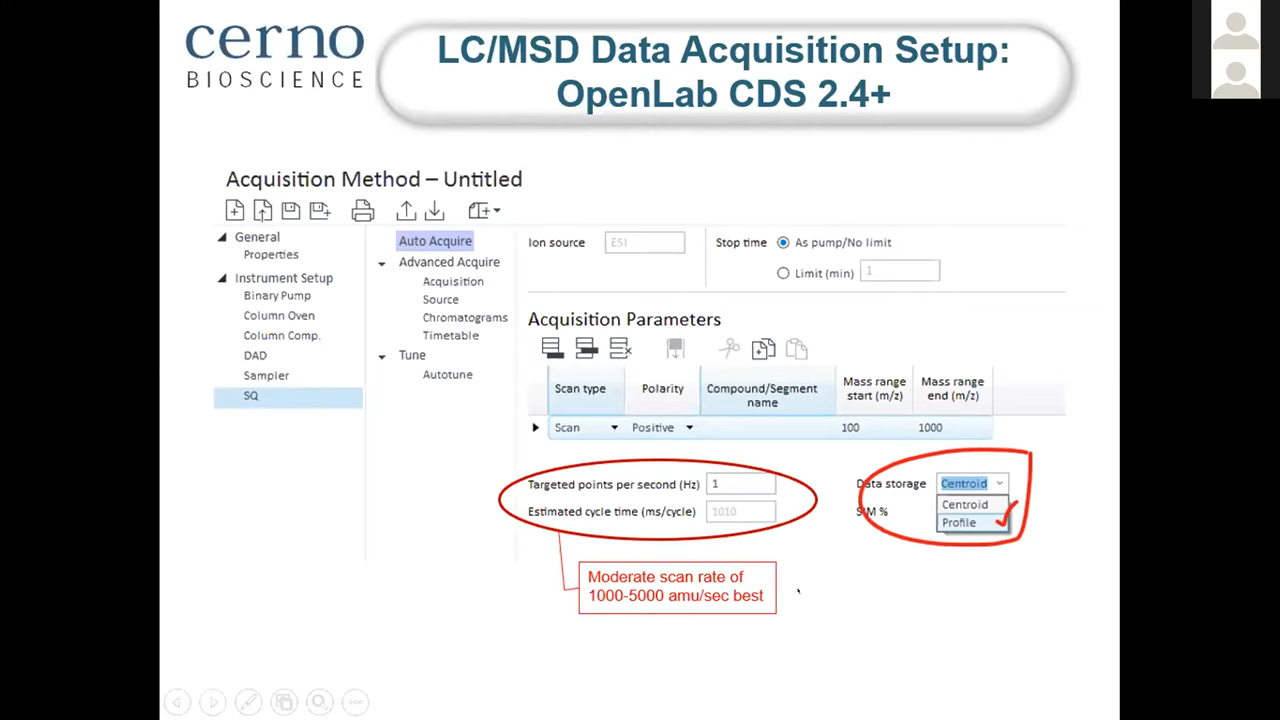 cerno
BIOSCIENCE
LC/MSD Data Acquisition Setup:
OpenLab CDS 2.4+
Acquisition Method – Untitled
General
Properties
Instrument Setup
Binary Pump
Column Oven
Column Comp.
DAD
Sampler
SQ
Auto Acquire
Advanced Acquire
Acquisition
Source
Chromatograms
Timetable
Tune
Autotune
Ion source
ESI
Stop time
As pump/No limit
Limit (min)
1
Acquisition Parameters
Scan type
Polarity
Compound/Segment
name
Mass range
start (m/z)
Mass range
end (m/z)
Scan
Positive
100
1000
Targeted points per second (Hz)
1
Estimated cycle time (ms/cycle)
1010
Data storage
Centroid
SIM %
Centroid
Profile
Moderate scan rate of
1000-5000 amu/sec best